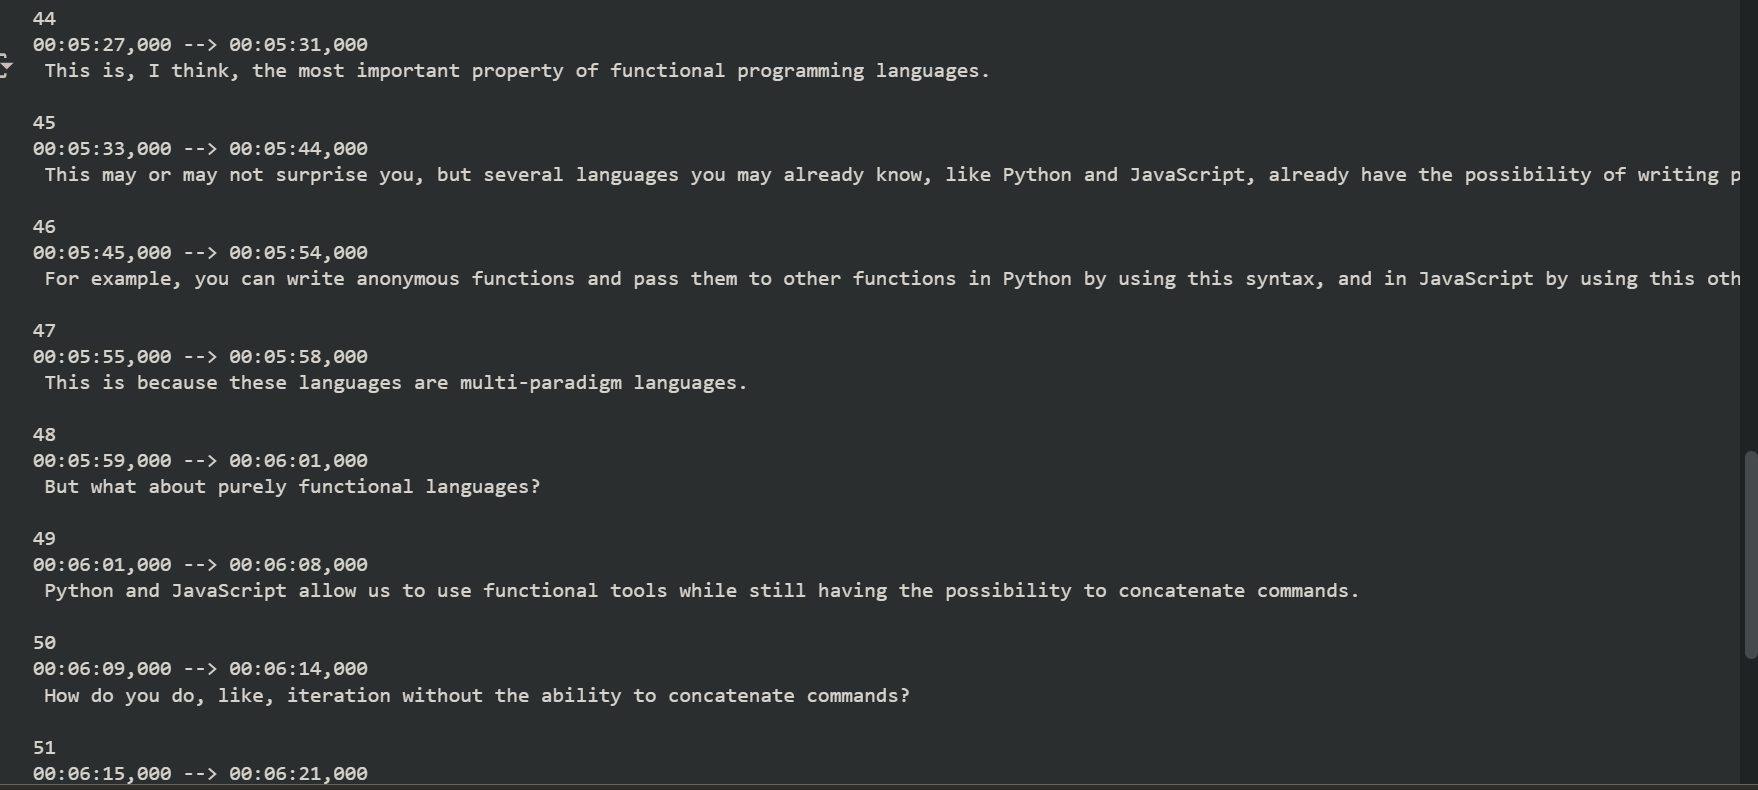 44
00:05:27,000 --> 00:05:31,000
This is, I think, the most important property of functional programming languages.
45
00:05:33,000 --> 00:05:44,000
This may or may not surprise you, but several languages you may already know, like Python and JavaScript, already have the possibility of writing p
46
00:05:45,000 --> 00:05:54,000
For example, you can write anonymous functions and pass them to other functions in Python by using this syntax, and in JavaScript by using this oth
47
00:05:55,000 --> 00:05:58,000
This is because these languages are multi-paradigm languages.
48
00:05:59,000 --> 00:06:01,000
But what about purely functional languages?
49
00:06:01,000 --> 00:06:08,000
Python and JavaScript allow us to use functional tools while still having the possibility to concatenate commands.
50
00:06:09,000 --> 00:06:14,000
How do you do, like, iteration without the ability to concatenate commands?
51
00:06:15,000 --> 00:06:21,000